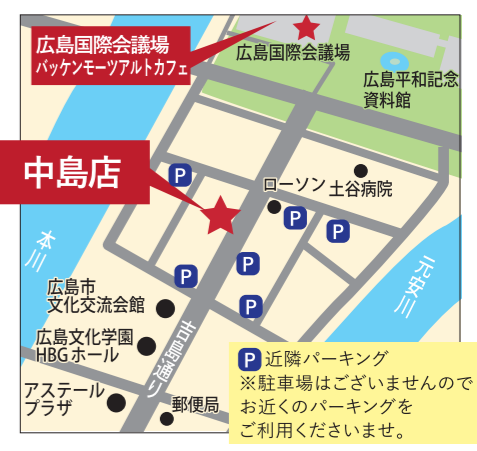 広島国際会議場
バッケンモーツアルトカフェ
広島国際会議場
広島平和記念
資料館
中島店
P
ローソン
土谷病院
P
P
本川
P
P
元安川
広島市
文化交流会館
P
吉島通り
広島文化学園
HBGホール
アステール
プラザ
郵便局
P 近隣パーキング
※駐車場はございませんので
お近くのパーキングを
ご利用くださいませ。